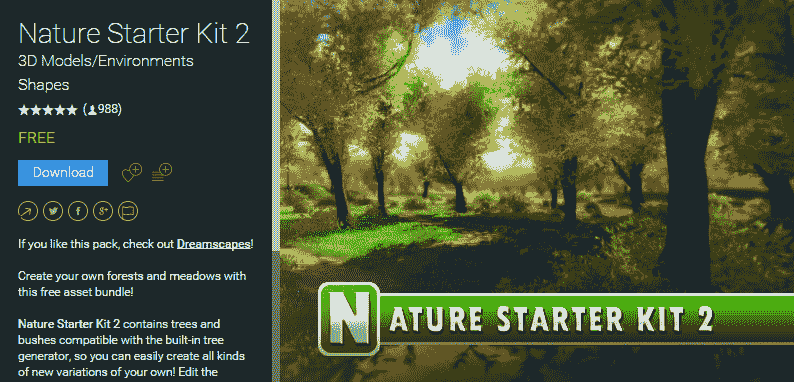 Nature Starter Kit 2
3D Models/Environments
Shapes
(988)
FREE
Download
If you like this pack, check out Dreamscapes!
Create your own forests and meadows with
this free asset bundle!
Nature Starter Kit 2 contains trees and
bushes compatible with the built-in tree
generator, so you can easily create all kinds
of new variations of your own! Edit the
NATURE STARTER KIT 2